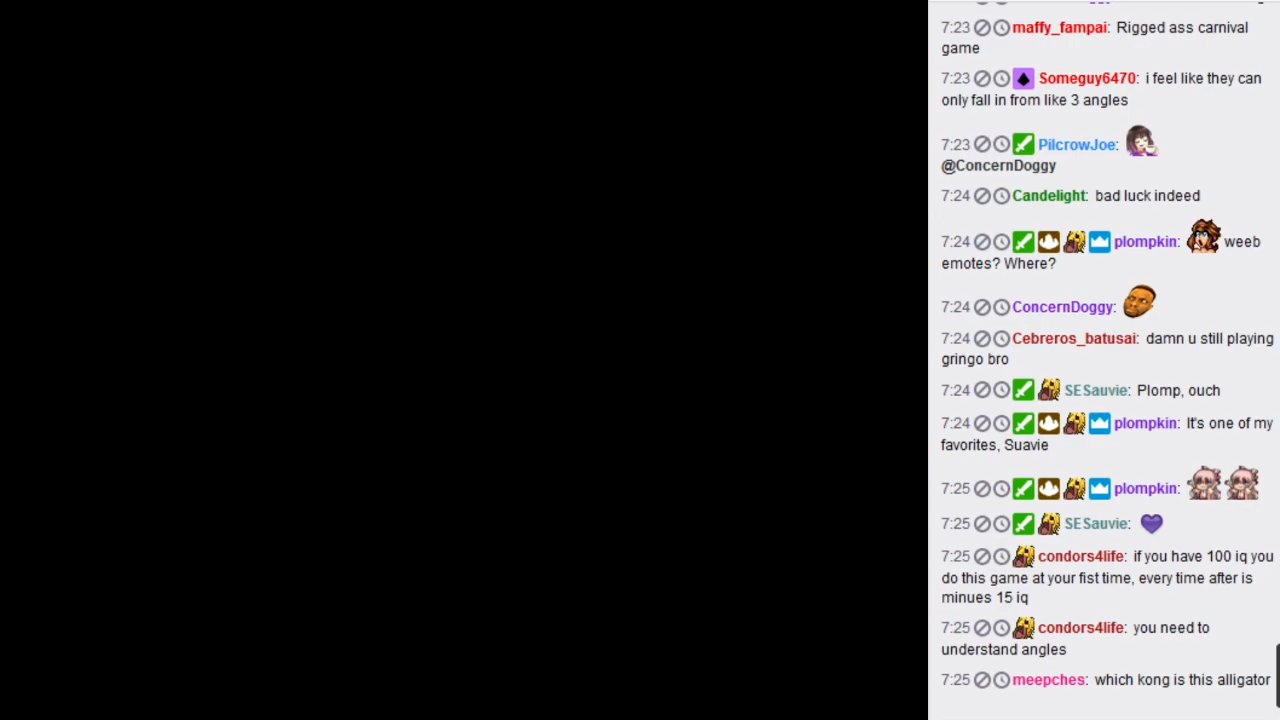 7:23 maffy_fampai: Rigged ass carnival
game
7:23 Someguy6470: i feel like they can
only fall in from like 3 angles
7:23 PilcrowJoe:
@ConcernDoggy
7:24 Candelight: bad luck indeed
7:24 plompkin: weeb
emotes? Where?
7:24 ConcernDoggy:
7:24 Cebreros_batusai: damn u still playing
gringo bro
7:24 SESauvie: Plomp, ouch
7:24 plompkin: It's one of my
favorites, Suavie
7:25 plompkin:
7:25 SESauvie:
7:25 condors4life: if you have 100 iq you
do this game at your fist time, every time after is
minues 15 iq
7:25 condors4life: you need to
understand angles
7:25 meepches: which kong is this alligator